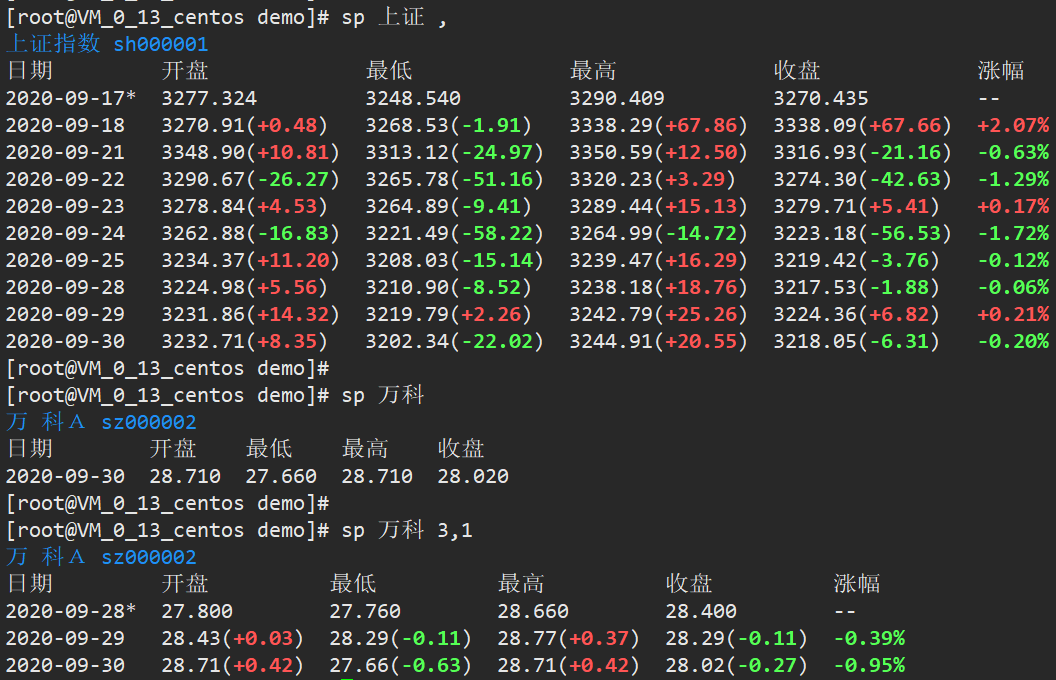 [root@VM_0_13_centos demo]# sp 上证 ,
上证指数 sh000001
日期 开盘 最低 最高 收盘 涨幅
2020-09-17* 3277.324 3248.540 3290.409 3270.435 --
2020-09-18 3270.91(+0.48) 3268.53(-1.91) 3338.29(+67.86) 3338.09(+67.66) +2.07%
2020-09-21 3348.90(+10.81) 3313.12(-24.97) 3350.59(+12.50) 3316.93(-21.16) -0.63%
2020-09-22 3290.67(-26.27) 3265.78(-51.16) 3320.23(+3.29) 3274.30(-42.63) -1.29%
2020-09-23 3278.84(+4.53) 3264.89(-9.41) 3289.44(+15.13) 3279.71(+5.41) +0.17%
2020-09-24 3262.88(-16.83) 3221.49(-58.22) 3264.99(-14.72) 3223.18(-56.53) -1.72%
2020-09-25 3234.37(+11.20) 3208.03(-15.14) 3239.47(+16.29) 3219.42(-3.76) -0.12%
2020-09-28 3224.98(+5.56) 3210.90(-8.52) 3238.18(+18.76) 3217.53(-1.88) -0.06%
2020-09-29 3231.86(+14.32) 3219.79(+2.26) 3242.79(+25.26) 3224.36(+6.82) +0.21%
2020-09-30 3232.71(+8.35) 3202.34(-22.02) 3244.91(+20.55) 3218.05(-6.31) -0.20%
[root@VM_0_13_centos demo]#
[root@VM_0_13_centos demo]# sp 万科
万 科Ａ sz000002
日期 开盘 最低 最高 收盘
2020-09-30 28.710 27.660 28.710 28.020
[root@VM_0_13_centos demo]#
[root@VM_0_13_centos demo]# sp 万科 3,1
万 科Ａ sz000002
日期 开盘 最低 最高 收盘 涨幅
2020-09-28* 27.800 27.760 28.660 28.400 --
2020-09-29 28.43(+0.03) 28.29(-0.11) 28.77(+0.37) 28.29(-0.11) -0.39%
2020-09-30 28.71(+0.42) 27.66(-0.63) 28.71(+0.42) 28.02(-0.27) -0.95%